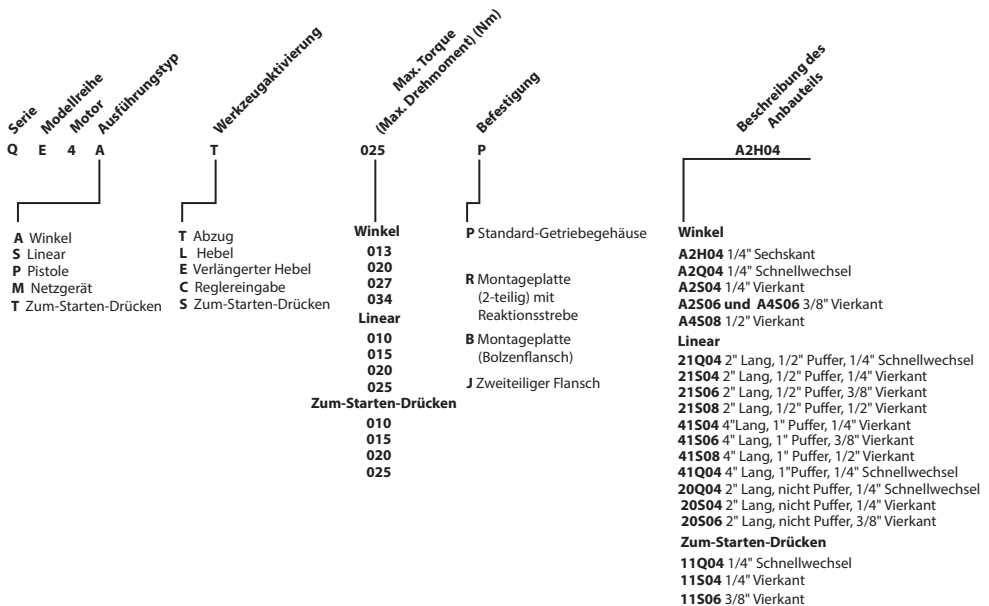 Serie
Modellreihe
Motor
Ausführungstyp
Werkzeugaktivierung
Max. Torque
(Max. Drehmoment) (Nm)
Befestigung
Beschreibung des
Anbauteils
Q E 4 A T 025 P A2H04
A Winkel
S Linear
P Pistole
M Netzgerät
T Zum-Starten-Drücken
T Abzug
L Hebel
E Verlängerter Hebel
C Reglereingabe
S Zum-Starten-Drücken
Winkel
013
020
027
034
Linear
010
015
020
025
Zum-Starten-Drücken
010
015
020
025
P Standard-Getriebegehäuse
R Montageplatte
(2-teilig) mit
Reaktionsstrebe
B Montageplatte
(Bolzenflansch)
J Zweiteiliger Flansch
Winkel
A2H04 1/4" Sechskant
A2Q04 1/4" Schnellwechsel
A2S04 1/4" Vierkant
A2S06 und A4S06 3/8" Vierkant
A4S08 1/2" Vierkant
Linear
21Q04 2" Lang, 1/2" Puffer, 1/4" Schnellwechsel
21S04 2" Lang, 1/2" Puffer, 1/4" Vierkant
21S06 2" Lang, 1/2" Puffer, 3/8" Vierkant
21S08 2" Lang, 1/2" Puffer, 1/2" Vierkant
41S04 4"Lang, 1" Puffer, 1/4" Vierkant
41S06 4" Lang, 1" Puffer, 3/8" Vierkant
41S08 4" Lang, 1" Puffer, 1/2" Vierkant
41Q04 4" Lang, 1"Puffer, 1/4" Schnellwechsel
20Q04 2" Lang, nicht Puffer, 1/4" Schnellwechsel
20S04 2" Lang, nicht Puffer, 1/4" Vierkant
20S06 2" Lang, nicht Puffer, 3/8" Vierkant
Zum-Starten-Drücken
11Q04 1/4" Schnellwechsel
11S04 1/4" Vierkant
11S06 3/8" Vierkant